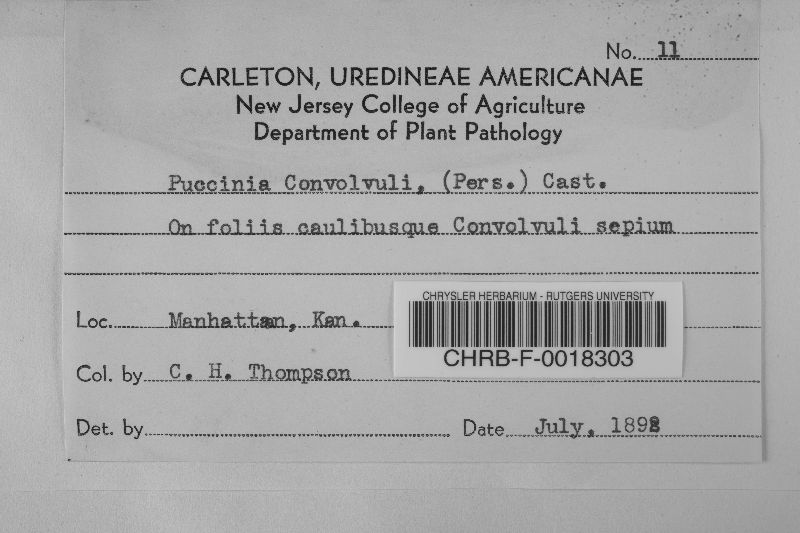 No. 11
CARLETON, UREDINEAE AMERICANAE
New Jersey College of Agriculture
Department of Plant Pathology
Puccinia Convolvuli, (Pers.) Cast.
On foliis caulibusque Convolvuli sepium
Loc. Manhattan, Kan.
CHRYSLER HERBARIUM - RUTGERS UNIVERSITY
CHRB-F-0018303
Col. by C. H. Thompson
Det. by
Date July, 1892